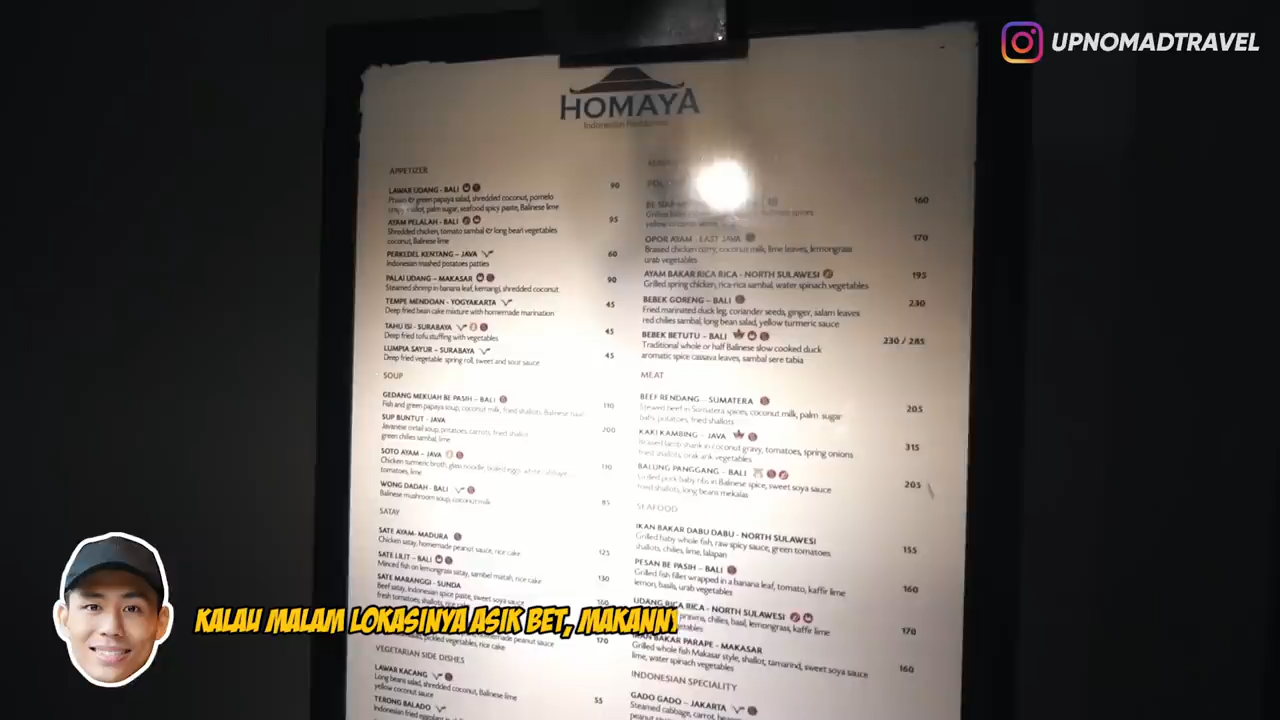 UPNOMADTRAVEL
HOMAYA
Indonesian Restaurant
APPETIZER
LAWAR UDANG - BALI 90
Prawn & green papaya salad, shredded coconut, pomelo
crispy shallot, palm sugar, seafood spicy paste, Balinese lime
AYAM PELALAH - BALI 95
Shredded chicken, tomato sambal & long bean vegetables
coconut, Balinese lime
PERKEDEL KENTANG – JAVA 60
Indonesian mashed potatoes patties
PALAI UDANG – MAKASAR 90
Steamed shrimp in banana leaf, kemangi, shredded coconut
TEMPE MENDOAN - YOGYAKARTA 45
Deep fried bean cake mixture with homemade marination
TAHU ISI - SURABAYA 45
Deep fried tofu stuffing with vegetables
LUMPIA SAYUR – SURABAYA 45
Deep fried vegetable spring roll, tweet and sour sauce
SOUP
GEDANG MEKUAH BE PASIH – BALI 110
Fish and green papaya soup, coconut milk, fried shallots, Balinese
SUP BUNTUT - JAVA 200
Javanese oxtail soup, potatoes, carrots, fried shallot
green chilies sambal, lime
SOTO AYAM – JAVA 110
Chicken turmeric broth, glass noodle, boiled eggs, white cabbage
tomatoes, lime
WONG DADAH - BALI 85
Balinese mushroom soup, coconut milk
SATAY
SATE AYAM- MADURA 125
Chicken satay, homemade peanut sauce, rice cake
SATE LILIT – BALI 130
Minced fish on lemongrass satay, sambel matah, rice cake
SATE MARANGGI - SUNDA 160
Beef satay, Indonesian spice paste, sweet soya sauce
fresh tomatoes, shallots, rice cake
homemade peanut sauce 170
pickled vegetables, rice cake
VEGETARIAN SIDE DISHES
LAWAR KACANG 55
Long beans salad, shredded coconut, Balinese lime
yellow coconut sauce
TERONG BALADO
Indonesian fried eggplant
160
OPOR AYAM - EAST JAVA 170
Braised chicken curry, coconut milk, lime leaves, lemongrass
urab vegetables
AYAM BAKAR RICA RICA - NORTH SULAWESI 195
Grilled spring chicken, rica-rica sambal, water spinach vegetables
BEBEK GORENG – BALI 230
Fried marinated duck leg, coriander seeds, ginger, salam leaves
red chilies sambal, long bean salad, yellow turmeric sauce
BEBEK BETUTU – BALI 230 / 285
Traditional whole or half Balinese slow cooked duck
aromatic spice cassava leaves, sambal sere tabia
MEAT
BEEF RENDANG – SUMATERA 205
Stewed beef in Sumatera spices, coconut milk, palm sugar
baby potatoes, fried shallots
KAKI KAMBING – JAVA 315
Braised lamb shank in coconut gravy, tomatoes, spring onions
fried shallots, orak arik vegetables
BALUNG PANGGANG - BALI 205
Grilled pork baby ribs in Balinese spice, sweet soya sauce
fried shallots, long beans mekalas
SEAFOOD
IKAN BAKAR DABU DABU - NORTH SULAWESI 155
Grilled baby whole fish, raw spicy sauce, green tomatoes
shallots, chilies, lime, lalapan
PESAN BE PASIH – BALI 160
Grilled fish fillet wrapped in a banana leaf, tomato, kaffir lime
lemon, basils, urab vegetables
UDANG RICA RICA - NORTH SULAWESI 170
prawns, chilies, basil, lemongrass, kaffir lime
vegetables
IKAN BAKAR PARAPE - MAKASAR 160
Grilled whole fish Makasar style, shallot, tamarind, sweet soya sauce
lime, water spinach vegetables
INDONESIAN SPECIALITY
GADO GADO – JAKARTA
Steamed cabbage, carrot,
peanut
KALAU MALAM LOKASINYA ASIK BET, MAKANNY